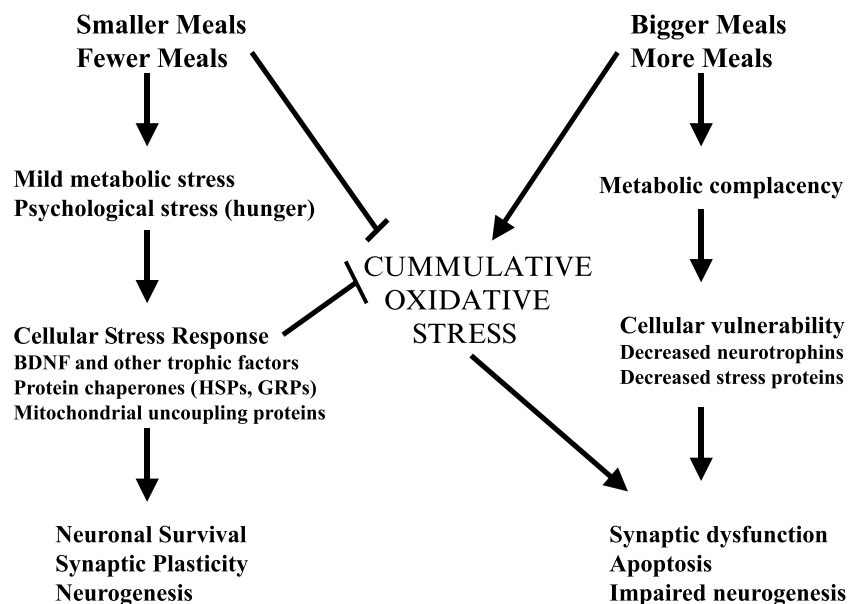 Smaller Meals
Fewer Meals
Bigger Meals
More Meals
Mild metabolic stress
Psychological stress (hunger)
Metabolic complacency
CUMMULATIVE
OXIDATIVE
STRESS
Cellular Stress Response
BDNF and other trophic factors
Protein chaperones (HSPs, GRPs)
Mitochondrial uncoupling proteins
Cellular vulnerability
Decreased neurotrophins
Decreased stress proteins
Neuronal Survival
Synaptic Plasticity
Neurogenesis
Synaptic dysfunction
Apoptosis
Impaired neurogenesis